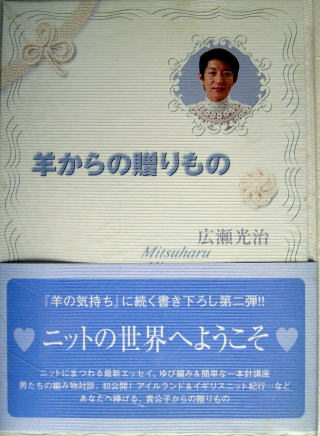 羊からの贈りもの
広瀬光治
Mitsuharu
『羊の気持ち』に続く書き下ろし第二弾!!
ニットの世界へようこそ
ニットにまつわる最新エッセイ、ゆび編み&簡単な一本針講座
男たちの編み物対談、初公開!アイルランド&イギリスニット紀行…など
あなたへ捧げる、貴公子からの贈りもの